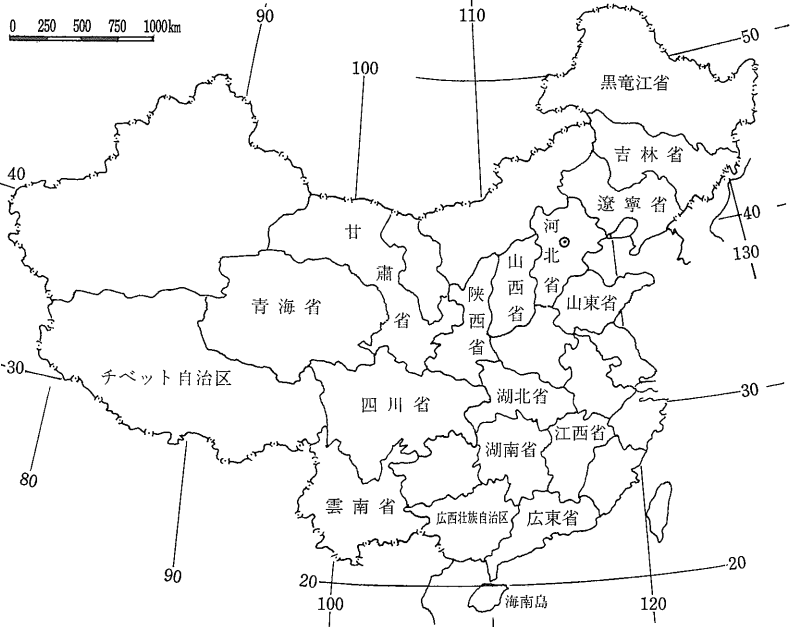 0 250 500 750 1000km
90
110
100
50
黒竜江省
吉林省
40
遼寧省
40
甘
粛
省
河
北
省
130
山
西
省
陝
西
省
青海省
山東省
30
チベット自治区
四川省
湖北省
30
江西省
湖南省
80
雲南省
広西壮族自治区
広東省
90
20
20
100
海南島
120